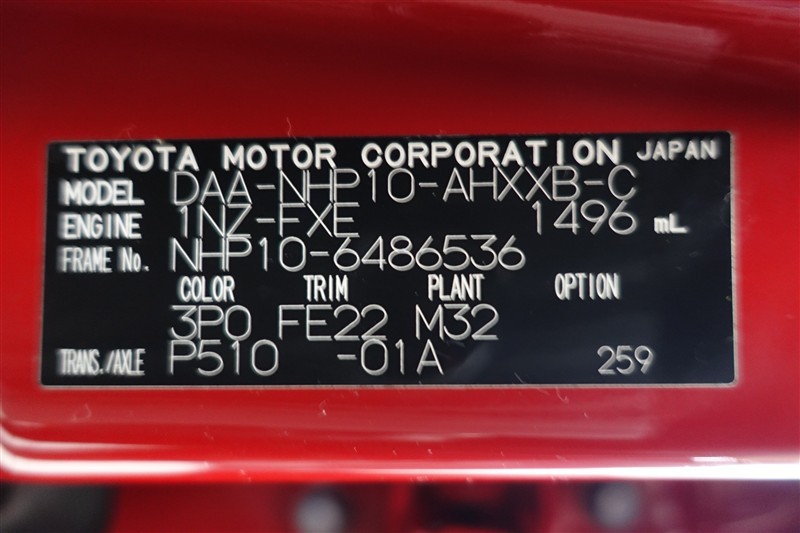 TOYOTA MOTOR CORPORATION JAPAN
MODEL DAA-NHP10-AHXXB-C
ENGINE 1NZ-FXE 1496 mL
FRAME No. NHP10-6486536
COLOR TRIM PLANT OPTION
3P0 FE22 M32
TRANS./AXLE P510 -01A 259